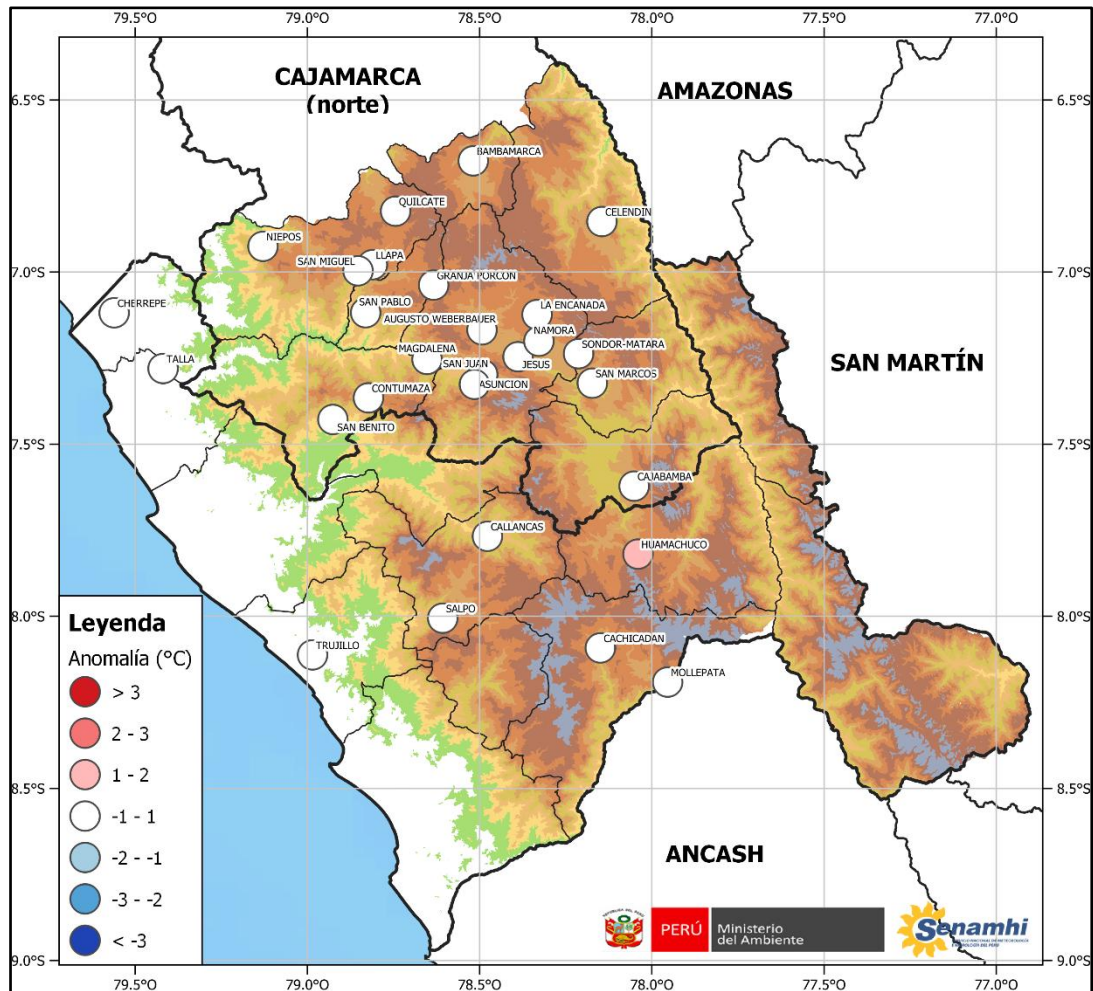 79.5°O 79.0°O 78.5°O 78.0°O 77.5°O 77.0°O
CAJAMARCA
(norte)
AMAZONAS
6.5°S 6.5°S
BAMBAMARCA
QUILCATE
CELENDIN
NIEPOS
LLAPA
SAN MIGUEL
7.0°S 7.0°S
GRANJA PORCON
CHERREPE
SAN PABLO
LA ENCANADA
AUGUSTO WEBERBAUER
NAMORA
SONDOR-MATARA
MAGDALENA
SAN JUAN
JESUS
TALLA
SAN MARCOS
ASUNCION
CONTUMAZA
SAN MARTÍN
SAN BENITO
7.5°S 7.5°S
CAJABAMBA
CALLANCAS
HUAMACHUCO
8.0°S 8.0°S
SALPO
TRUJILLO
CACHICADAN
MOLLEPATA
Leyenda
Anomalía (°C)
> 3
2 - 3
1 - 2
-1 - 1
-2 - -1
-3 - -2
< -3
8.5°S 8.5°S
ANCASH
PERÚ
Ministerio
del Ambiente
Senamhi
9.0°S 9.0°S
79.5°O 79.0°O 78.5°O 78.0°O 77.5°O 77.0°O